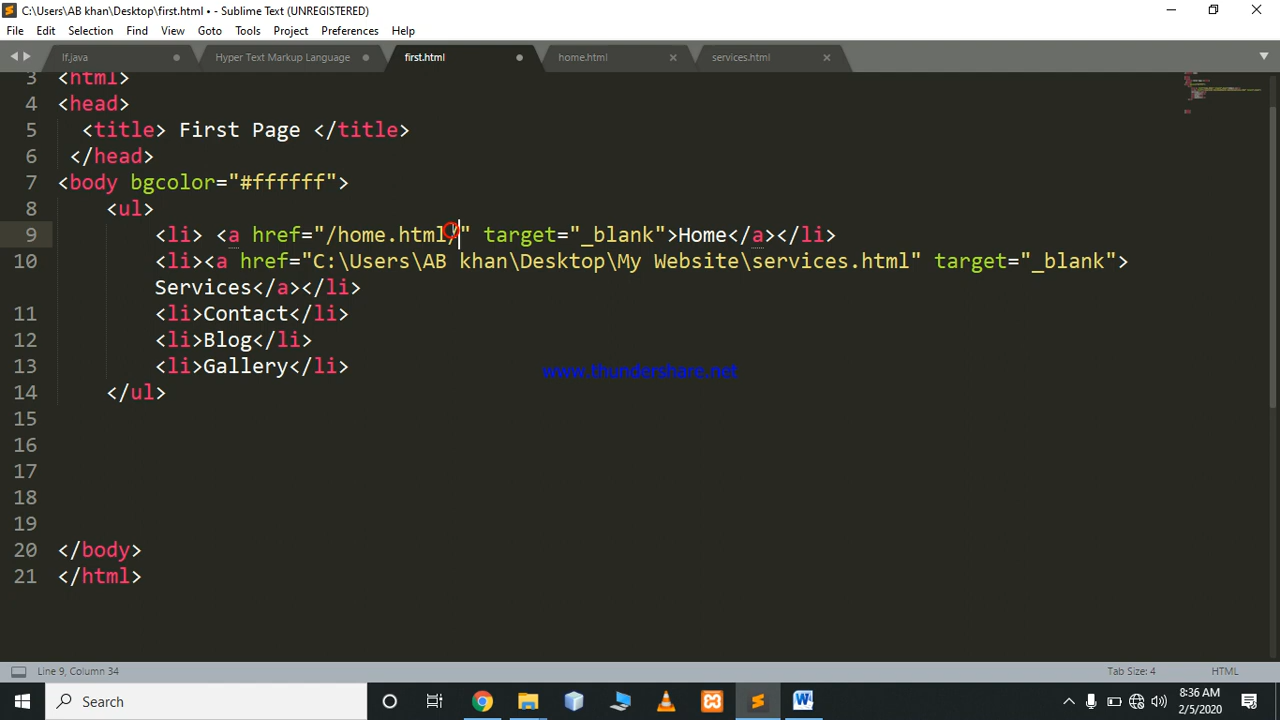 C:\Users\AB khan\Desktop\first.html • - Sublime Text (UNREGISTERED)
File Edit Selection Find View Goto Tools Project Preferences Help
If.java Hyper Text Markup Language first.html home.html services.html
3 <html>
4 <head>
5 <title> First Page </title>
6 </head>
7 <body bgcolor="#ffffff">
8 <ul>
9 <li> <a href="/home.html/" target="_blank">Home</a></li>
10 <li><a href="C:\Users\AB khan\Desktop\My Website\services.html" target="_blank">
Services</a></li>
11 <li>Contact</li>
12 <li>Blog</li>
13 <li>Gallery</li>
www.thundershare.net
14 </ul>
15
16
17
18
19
20 </body>
21 </html>
Line 9, Column 34 Tab Size: 4 HTML
Search 8:36 AM
2/5/2020